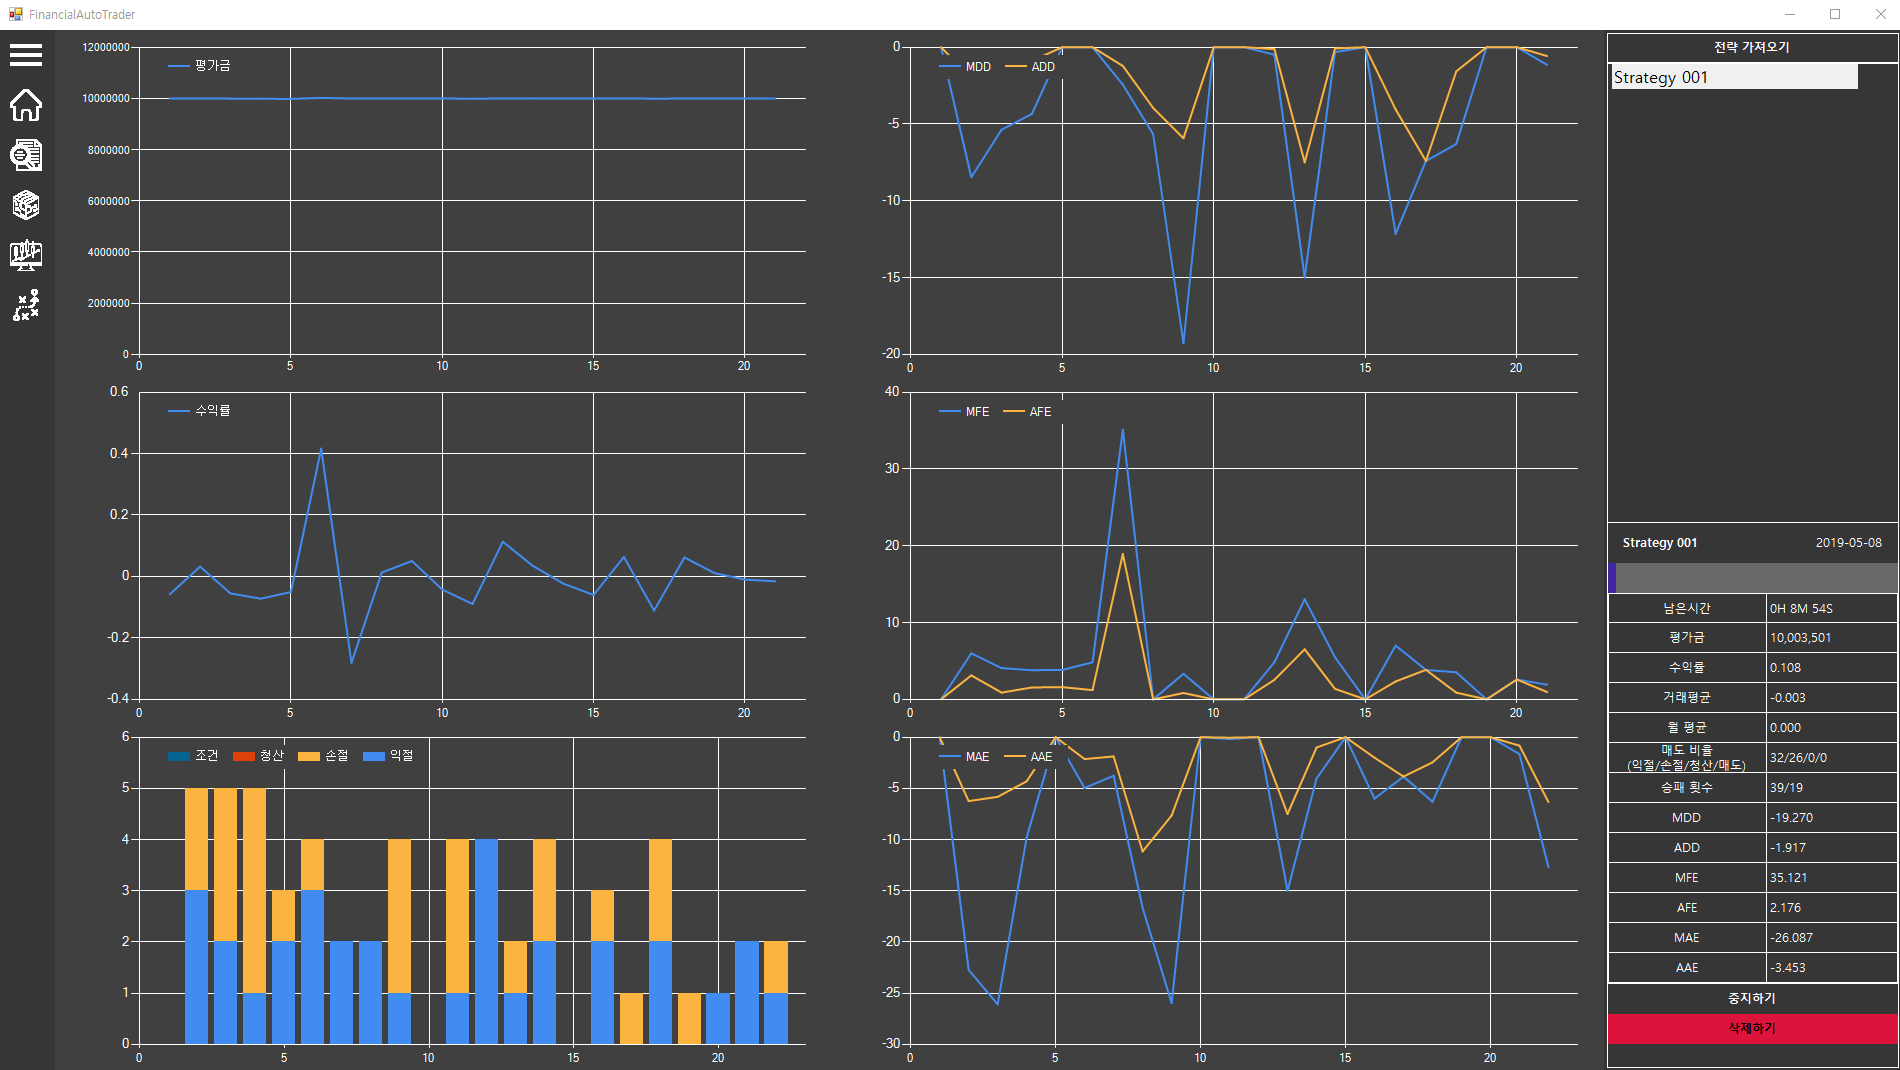 FinancialAutoTrader
평가금
12000000
10000000
8000000
6000000
4000000
2000000
0
0 5 10 15 20
MDD ADD
0
-5
-10
-15
-20
0 5 10 15 20
수익률
0.6
0.4
0.2
0
-0.2
-0.4
0 5 10 15 20
MFE AFE
40
30
20
10
0
0 5 10 15 20
조건 청산 손절 익절
6
5
4
3
2
1
0
0 5 10 15 20
MAE AAE
0
-5
-10
-15
-20
-25
-30
0 5 10 15 20
전략 가져오기
Strategy 001
Strategy 001 2019-05-08
남은시간 0H 8M 54S
평가금 10,003,501
수익률 0.108
거래평균 -0.003
월 평균 0.000
매도 비율
(익절/손절/청산/매도) 32/26/0/0
승패 횟수 39/19
MDD -19.270
ADD -1.917
MFE 35.121
AFE 2.176
MAE -26.087
AAE -3.453
중지하기
삭제하기